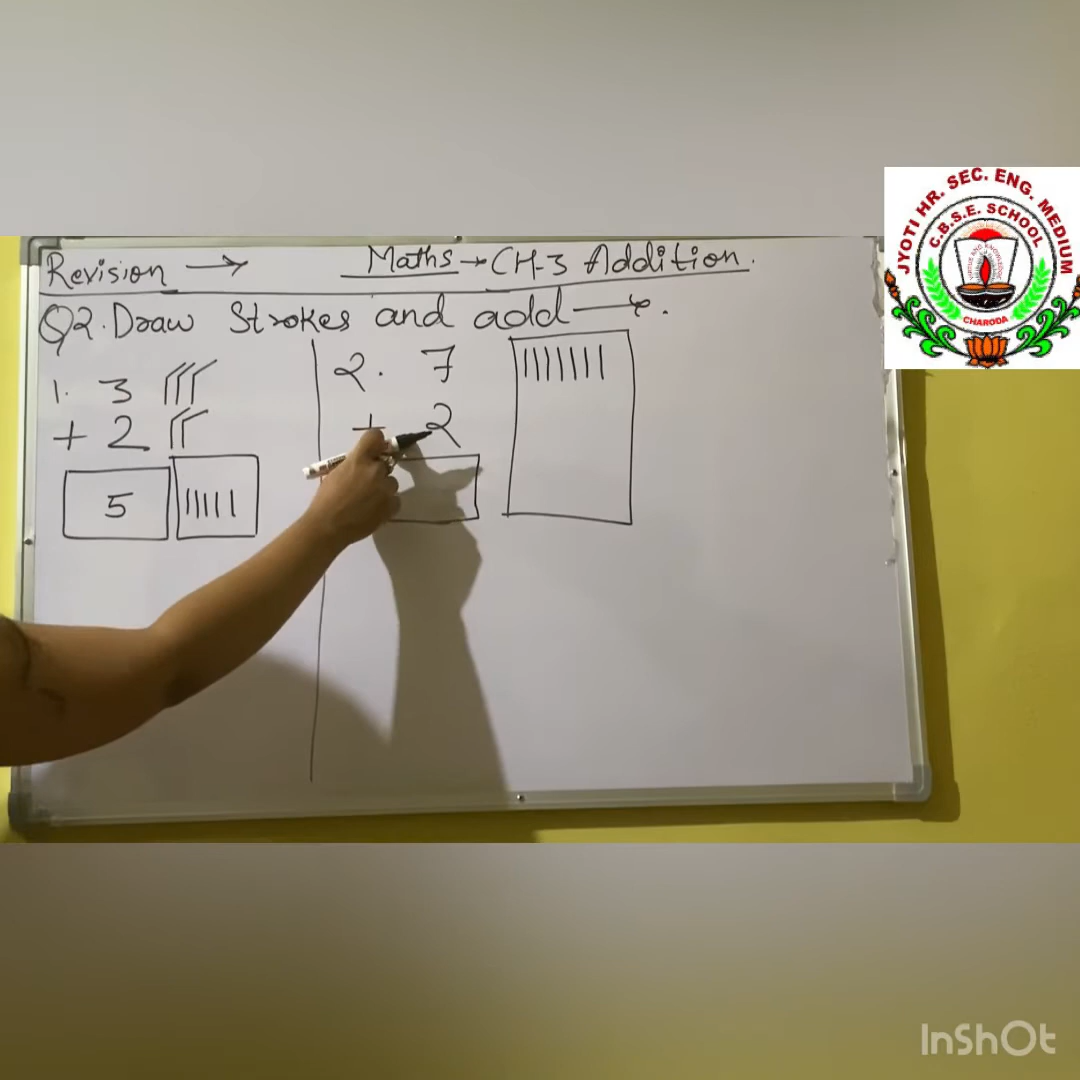 Revision → Maths → CH-3 Addition.
Q2. Draw Strokes and add →.
1. 3
+ 2
5
2. 7
+ 2
JYOTI HR. SEC. ENG. MEDIUM
C.B.S.E. SCHOOL
CHARODA
InShOt